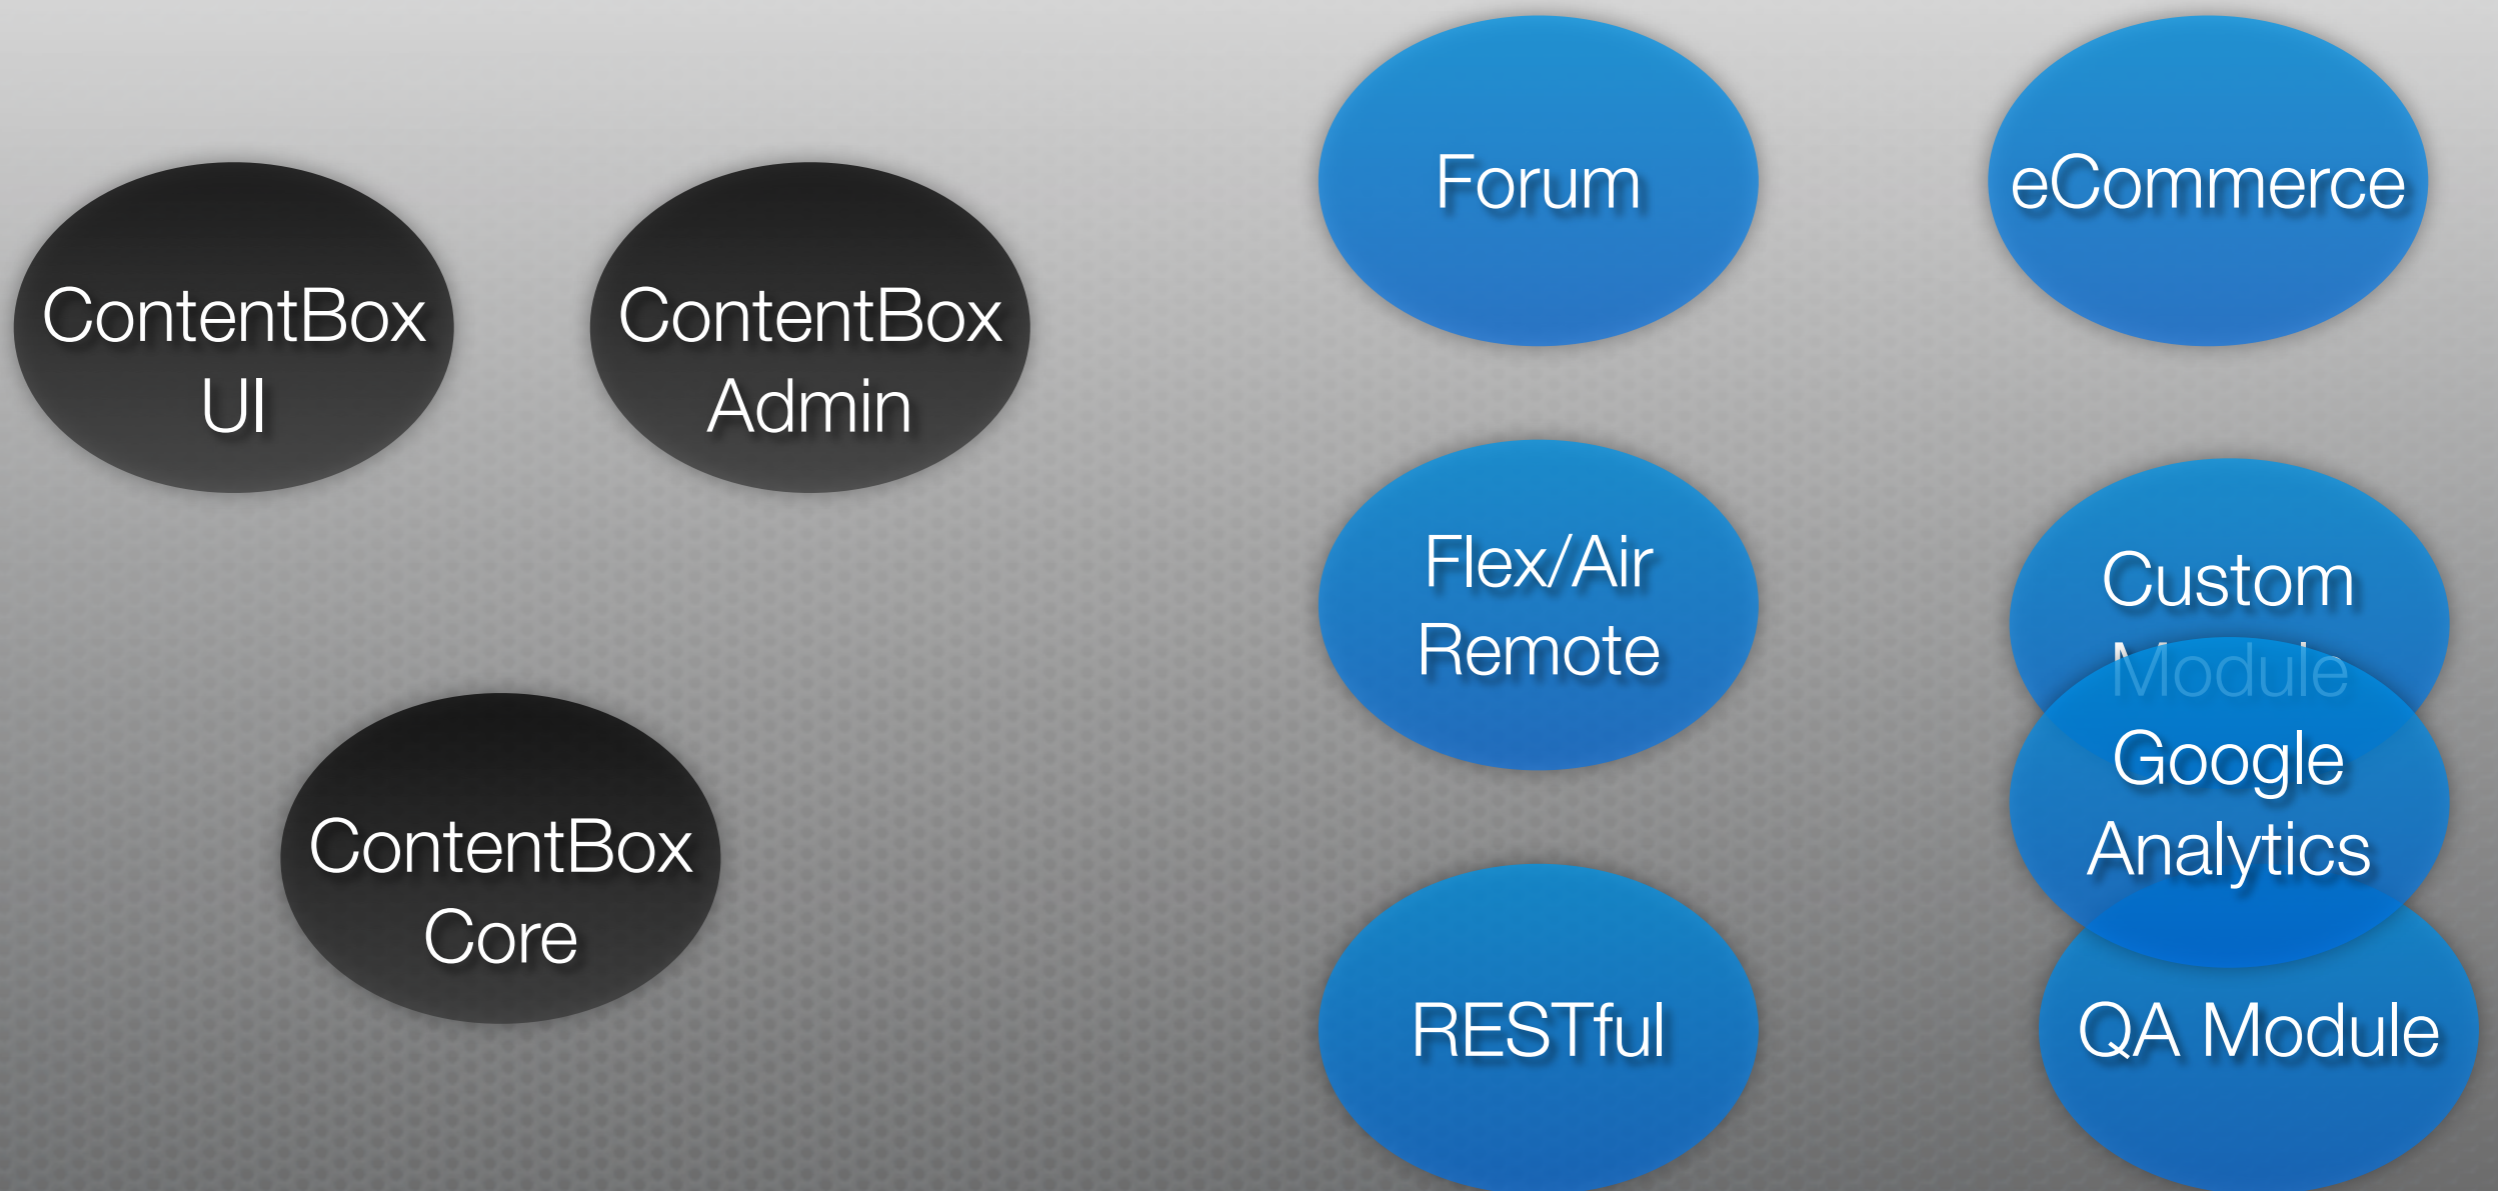 ContentBox
UI
ContentBox
Admin
ContentBox
Core
Forum
eCommerce
Flex/Air
Remote
Custom
Module
Google
Analytics
RESTful
QA Module